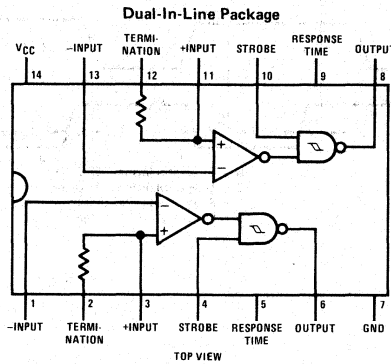 Dual-In-Line Package
VCC
–INPUT
TERMI-
NATION
+INPUT
STROBE
RESPONSE
TIME
OUTPUT
14
13
12
11
10
9
8
+
–
–
+
1
2
3
4
5
6
7
–INPUT
TERMI-
NATION
+INPUT
STROBE
RESPONSE
TIME
OUTPUT
GND
TOP VIEW